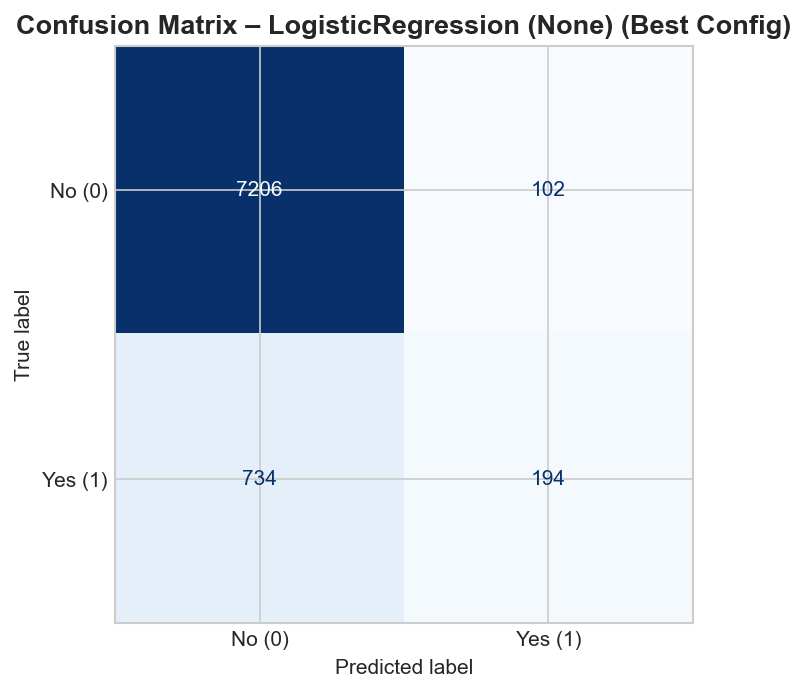 Confusion Matrix – LogisticRegression (None) (Best Config)
True label
No (0)
7206
102
Yes (1)
734
194
No (0)
Yes (1)
Predicted label